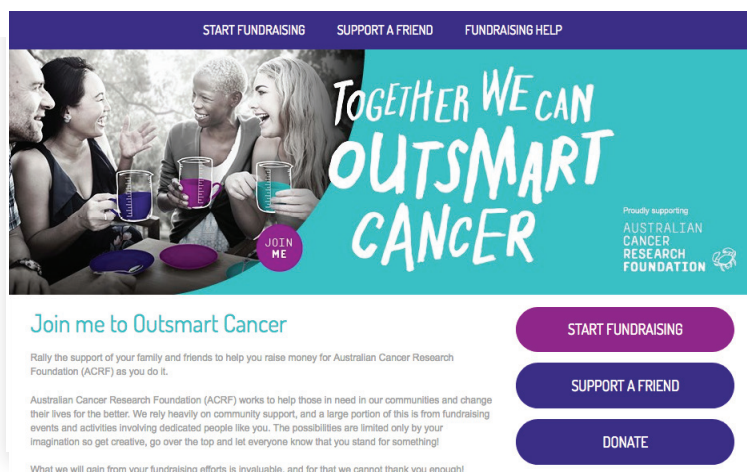 START FUNDRAISING SUPPORT A FRIEND FUNDRAISING HELP
TOGETHER WE CAN
OUTSMART
CANCER
JOIN
ME
Proudly supporting
AUSTRALIAN
CANCER
RESEARCH
FOUNDATION
Join me to Outsmart Cancer
Rally the support of your family and friends to help you raise money for Australian Cancer Research
Foundation (ACRF) as you do it.
Australian Cancer Research Foundation (ACRF) works to help those in need in our communities and change
their lives for the better. We rely heavily on community support, and a large portion of this is from fundraising
events and activities involving dedicated people like you. The possibilities are limited only by your
imagination so get creative, go over the top and let everyone know that you stand for something!
What we will gain from your fundraising efforts is invaluable, and for that we cannot thank you enough!
START FUNDRAISING
SUPPORT A FRIEND
DONATE